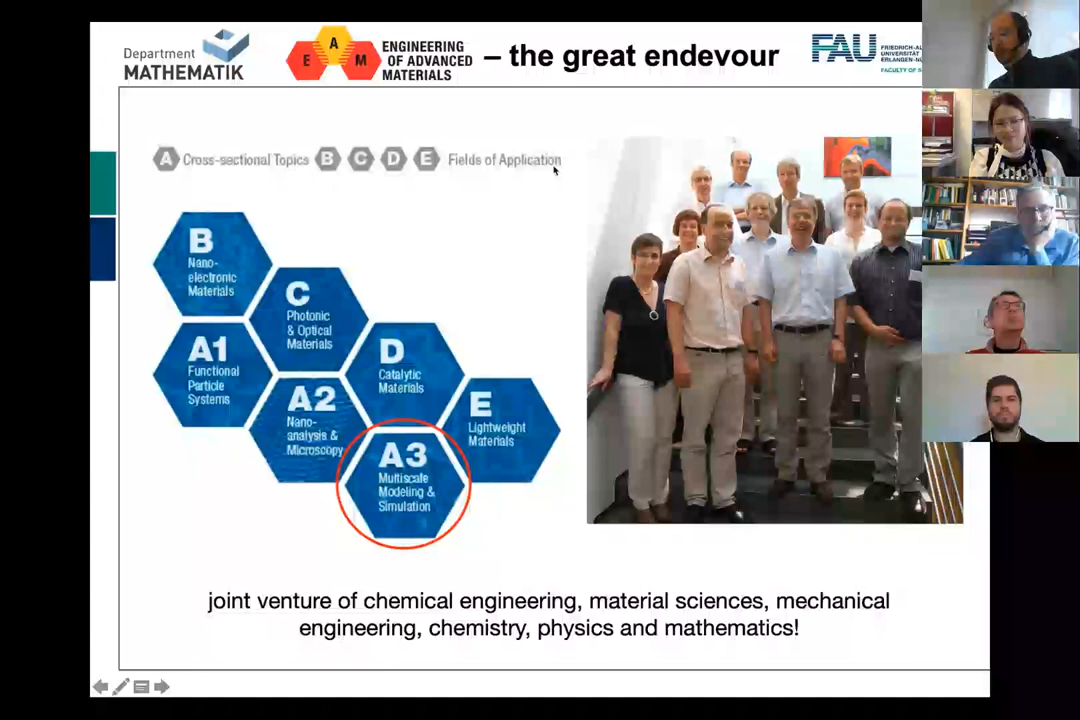 Department
MATHEMATIK
E A M
ENGINEERING
OF ADVANCED
MATERIALS
– the great endevour
FAU
A Cross-sectional Topics B C D E Fields of Application
B
Nano-
electronic
Materials
C
Photonic
& Optical
Materials
A1
Functional
Particle
Systems
D
Catalytic
Materials
A2
Nano-
analysis &
Microscopy
E
Lightweight
Materials
A3
Multiscale
Modeling &
Simulation
joint venture of chemical engineering, material sciences, mechanical
engineering, chemistry, physics and mathematics!